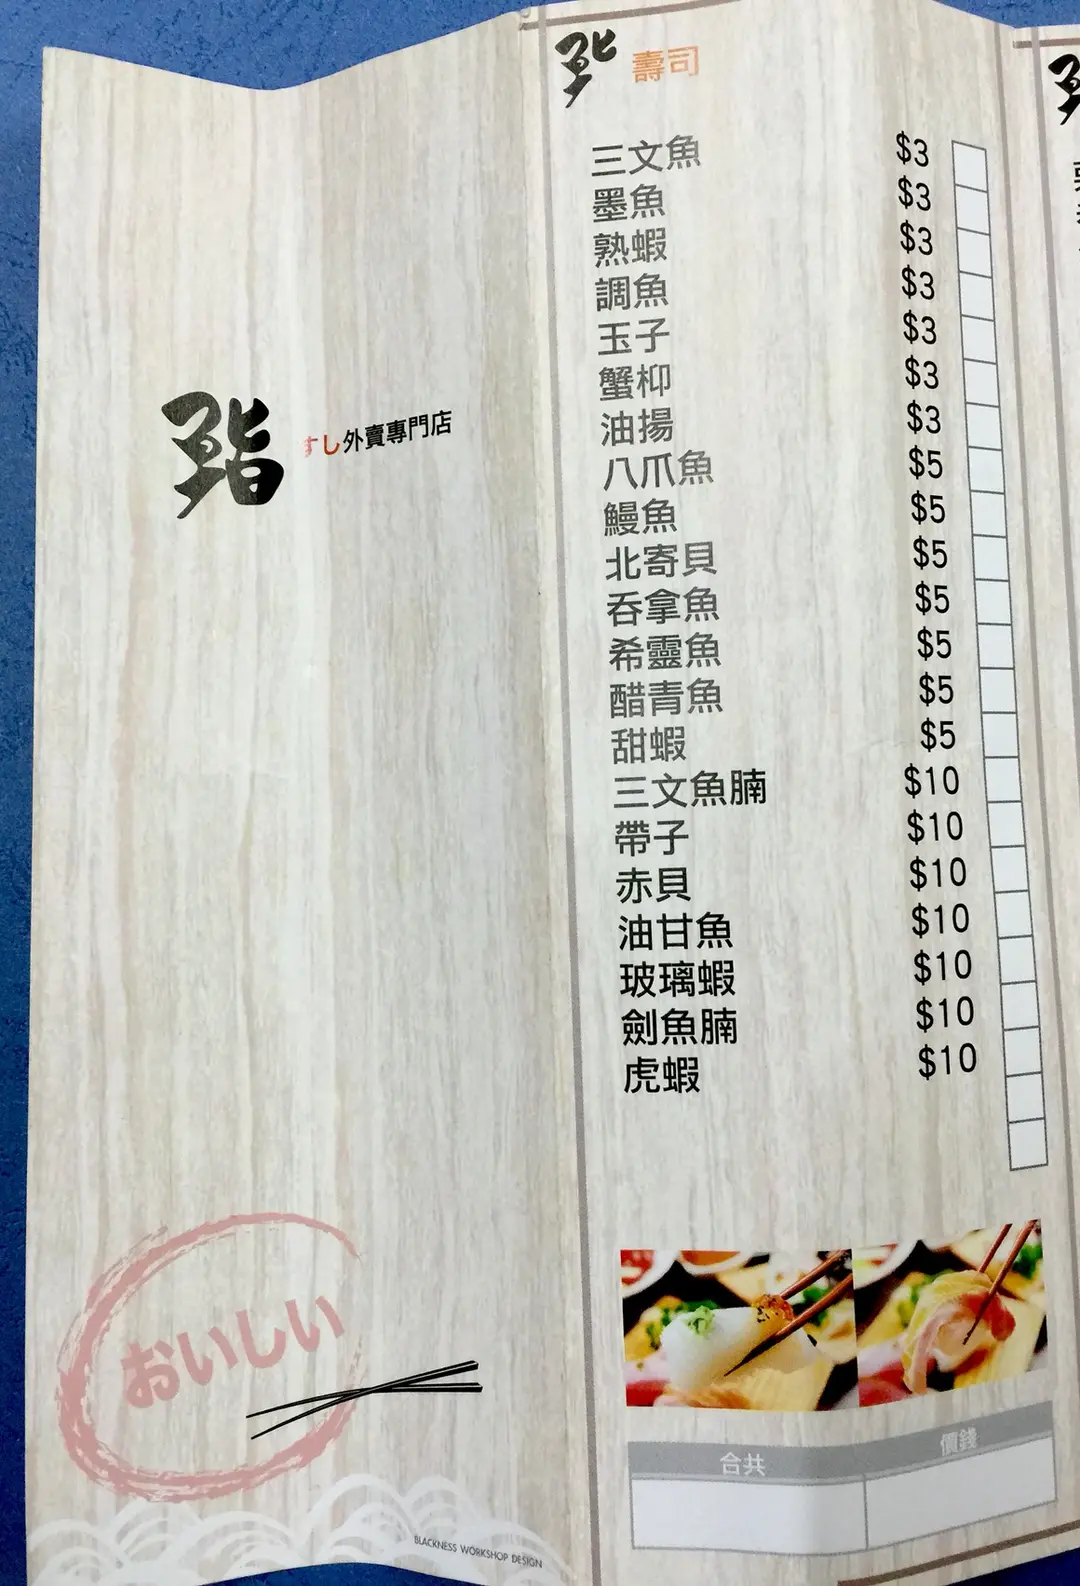 鮨
すし外賣專門店
おいしい
BLACKNESS WORKSHOP DESIGN
鮨 壽司
三文魚 $3
墨魚 $3
熟蝦 $3
調魚 $3
玉子 $3
蟹柳 $3
油揚 $3
八爪魚 $5
鰻魚 $5
北寄貝 $5
吞拿魚 $5
希靈魚 $5
醋青魚 $5
甜蝦 $5
三文魚腩 $10
帶子 $10
赤貝 $10
油甘魚 $10
玻璃蝦 $10
劍魚腩 $10
虎蝦 $10
合共 價錢